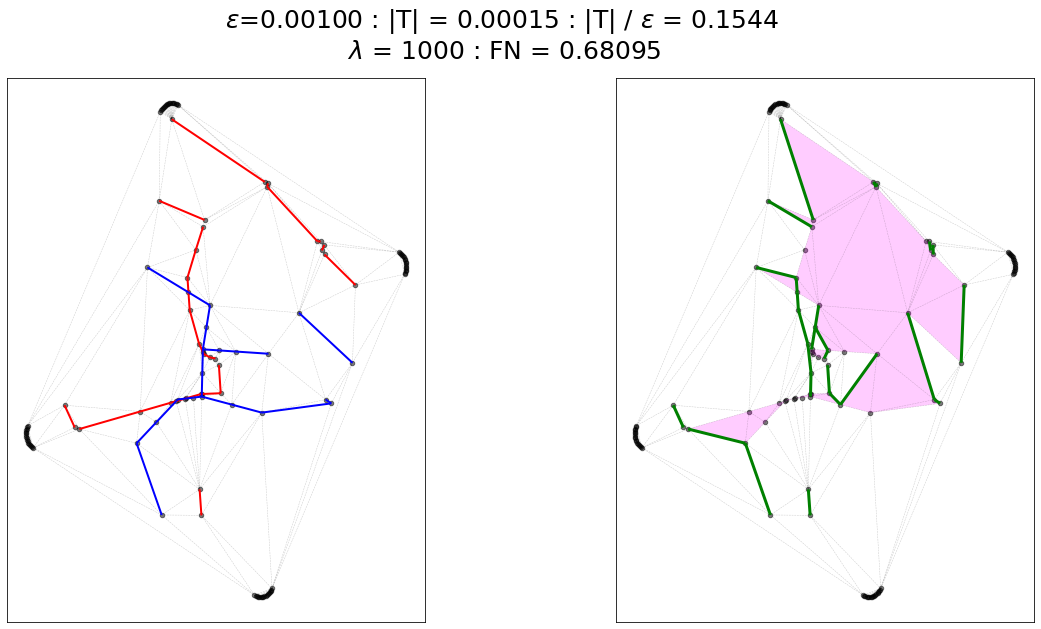 ε=0.00100 : |T| = 0.00015 : |T| / ε = 0.1544
λ = 1000 : FN = 0.68095